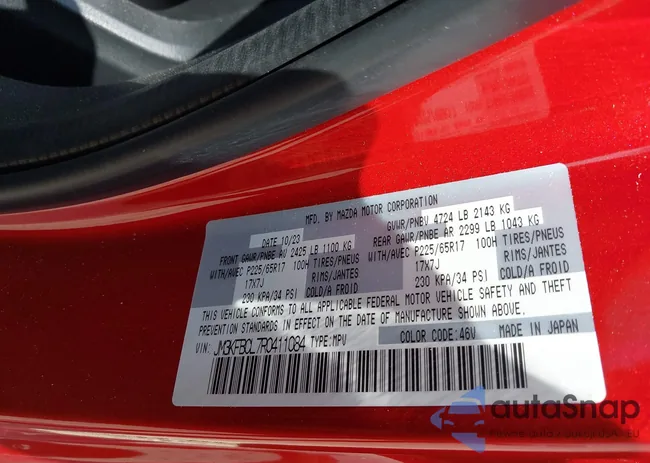 MFD. BY MAZDA MOTOR CORPORATION
DATE 10/23 GVWR/PNBV 4724 LB 2143 KG
FRONT GAWR/PNBE AV 2425 LB 1100 KG REAR GAWR/PNBE AR 2299 LB 1043 KG
WITH/AVEC P225/65R17 100H TIRES/PNEUS WITH/AVEC P225/65R17 100H TIRES/PNEUS
17X7J RIMS/JANTES 17X7J RIMS/JANTES
230 KPA/34 PSI COLD/A FROID 230 KPA/34 PSI COLD/A FROID
THIS VEHICLE CONFORMS TO ALL APPLICABLE FEDERAL MOTOR VEHICLE SAFETY AND THEFT
PREVENTION STANDARDS IN EFFECT ON THE DATE OF MANUFACTURE SHOWN ABOVE.
VIN: JM3KFBCL7R0411084 TYPE:MPV COLOR CODE:46V MADE IN JAPAN
autoSnap